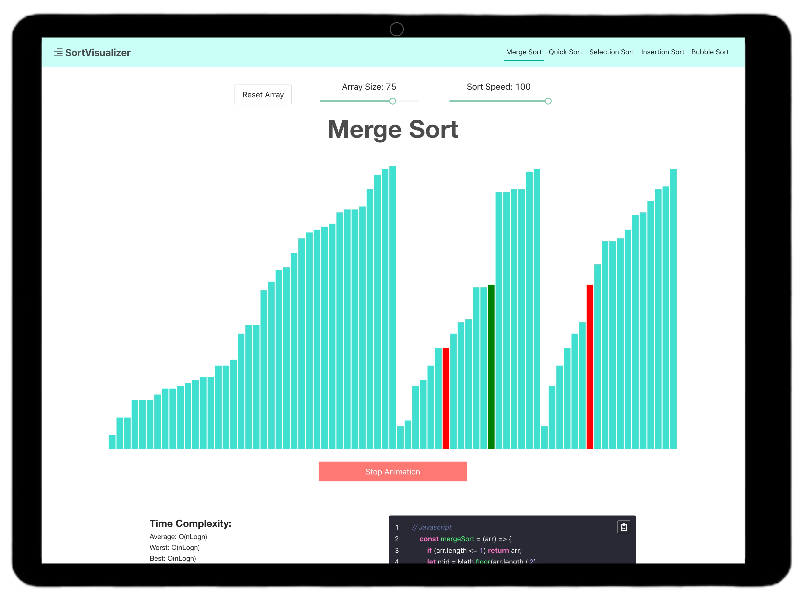 SortVisualizer
Merge Sort Quick Sort Selection Sort Insertion Sort Bubble Sort
Reset Array
Array Size: 75
Sort Speed: 100
Merge Sort
Stop Animation
Time Complexity:
Average: O(nLogn)
Worst: O(nLogn)
Best: O(nLogn)
1 // Javascript
2 const mergeSort = (arr) => {
3 if (arr.length <= 1) return arr;
4 let mid = Math.floor(arr.length / 2)